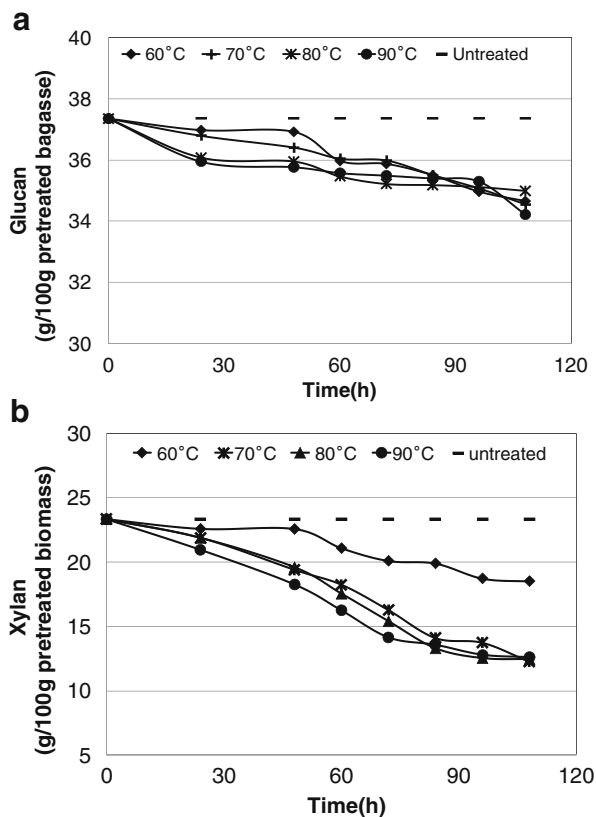 a
40
38
36
34
32
30
60°C 70°C 80°C 90°C Untreated
Glucan
(g/100g pretreated bagasse)
0 30 60 90 120
Time(h)
b
30
25
20
15
10
5
60°C 70°C 80°C 90°C untreated
Xylan
(g/100g pretreated biomass)
0 30 60 90 120
Time(h)